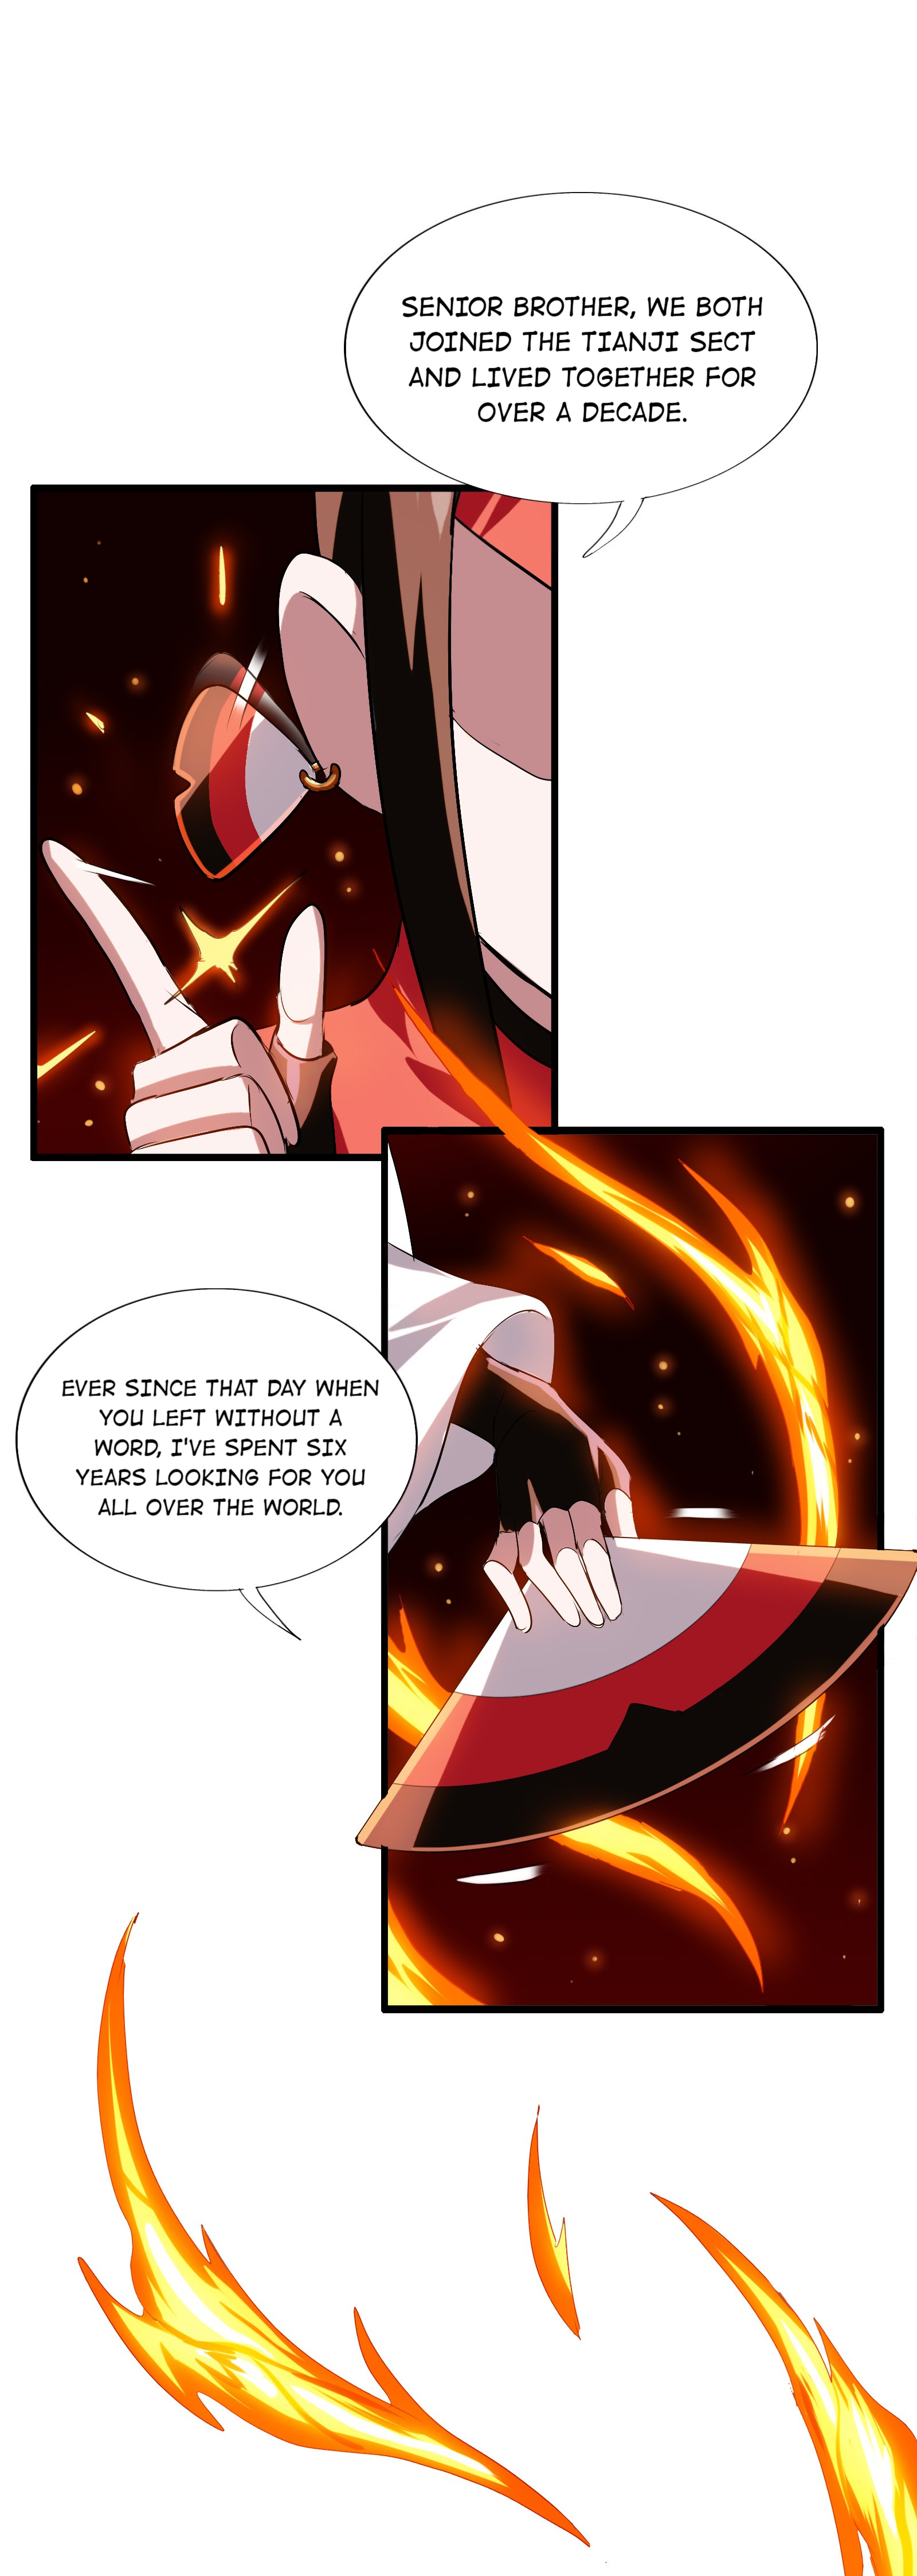 SENIOR BROTHER, WE BOTH
JOINED THE TIANJI SECT
AND LIVED TOGETHER FOR
OVER A DECADE.
EVER SINCE THAT DAY WHEN
YOU LEFT WITHOUT A
WORD, I'VE SPENT SIX
YEARS LOOKING FOR YOU
ALL OVER THE WORLD.